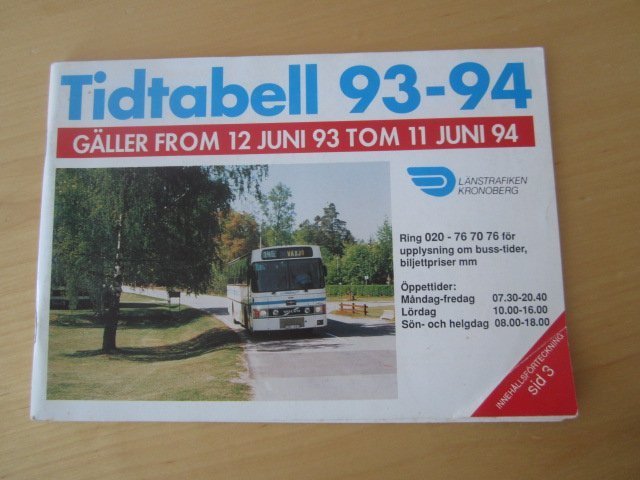 Tidtabell 93-94
GÄLLER FROM 12 JUNI 93 TOM 11 JUNI 94
LÄNSTRAFIKEN
KRONOBERG
Ring 020 - 76 70 76 för
upplysning om buss-tider,
biljettpriser mm
Öppettider:
Måndag-fredag 07.30-20.40
Lördag 10.00-16.00
Sön- och helgdag 08.00-18.00
VÄXJÖ
VOLVO
INNEHÅLLSFÖRTECKNING
sid 3